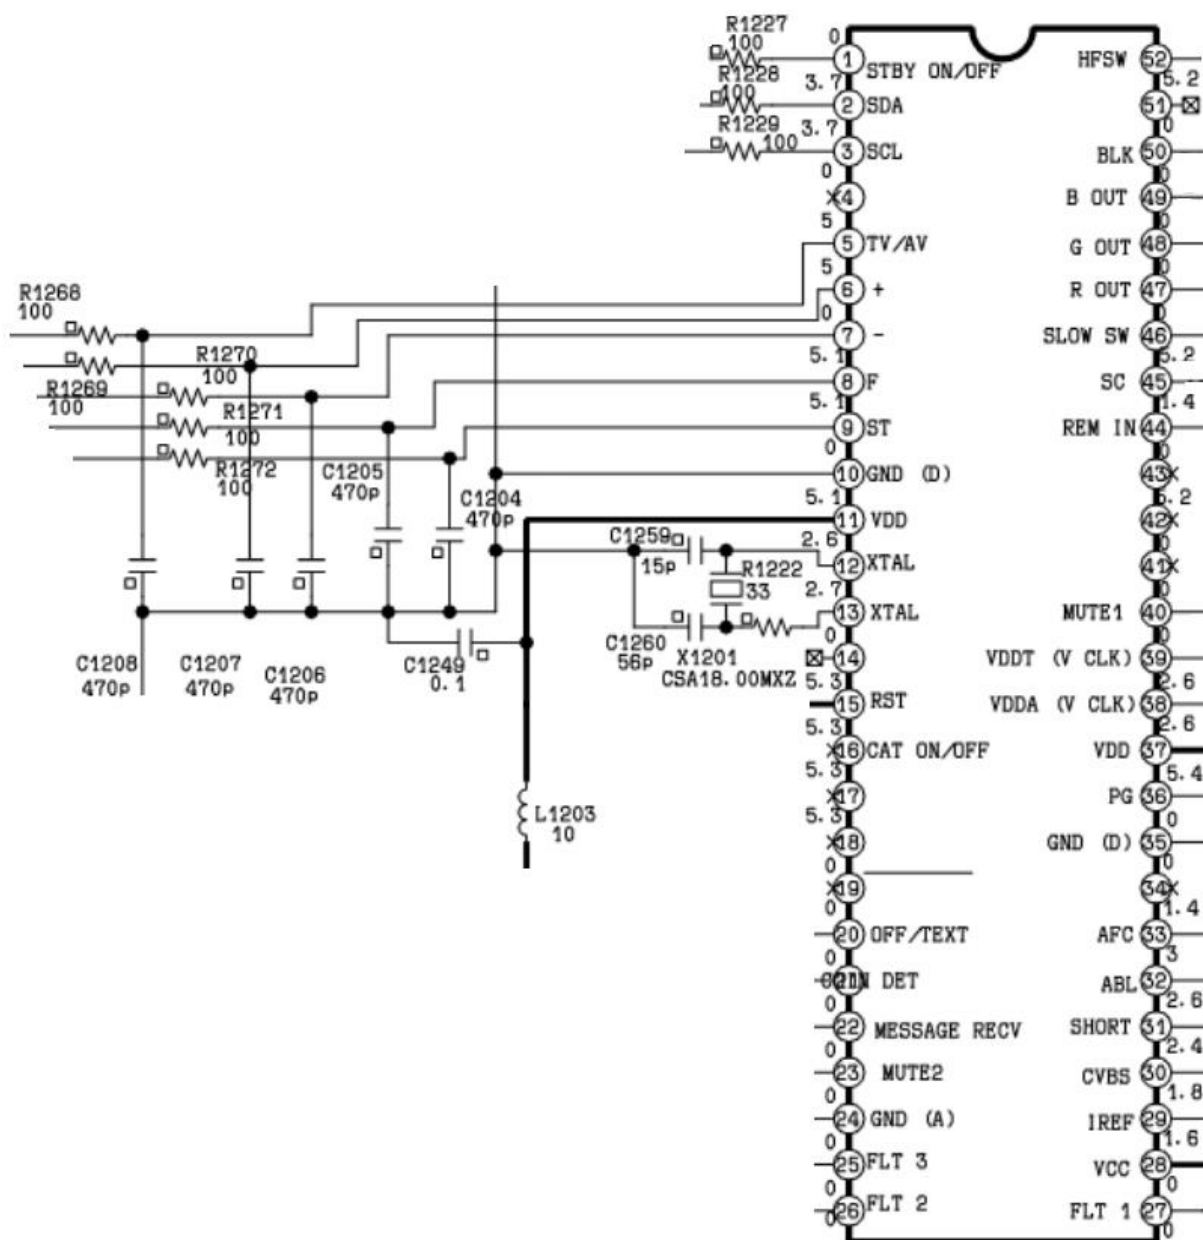 R1227
100
R1228
100
R1229
100
0
1
STBY ON/OFF
3.7
2
SDA
3.7
3
SCL
0
4
5
5
TV/AV
5
6
+
0
7
-
5.1
8
F
5.1
9
ST
0
10
GND (D)
5.1
11
VDD
2.6
12
XTAL
2.7
13
XTAL
0
14
5.3
15
RST
5.3
16
CAT ON/OFF
5.3
17
5.3
18
0
19
0
20
OFF/TEXT
0
21
IN DET
0
22
MESSAGE RECV
0
23
MUTE2
0
24
GND (A)
0
25
FLT 3
0
26
FLT 2
0
R1268
100
R1270
100
R1269
100
R1271
100
R1272
100
C1205
470p
C1204
470p
C1259
15p
R1222
33
C1260
56p
X1201
CSA18.00MXZ
C1208
470p
C1207
470p
C1206
470p
C1249
0.1
L1203
10
HFSW
52
5.2
51
0
BLK
50
0
B OUT
49
0
G OUT
48
0
R OUT
47
0
SLOW SW
46
5.2
SC
45
1.4
REM IN
44
0
43
5.2
42
0
41
0
MUTE1
40
0
VDDT (V CLK)
39
2.6
VDDA (V CLK)
38
2.6
VDD
37
5.4
PG
36
0
GND (D)
35
0
34
1.4
AFC
33
3
ABL
32
2.6
SHORT
31
2.4
CVBS
30
1.8
IREF
29
1.6
VCC
28
0
FLT 1
27
0